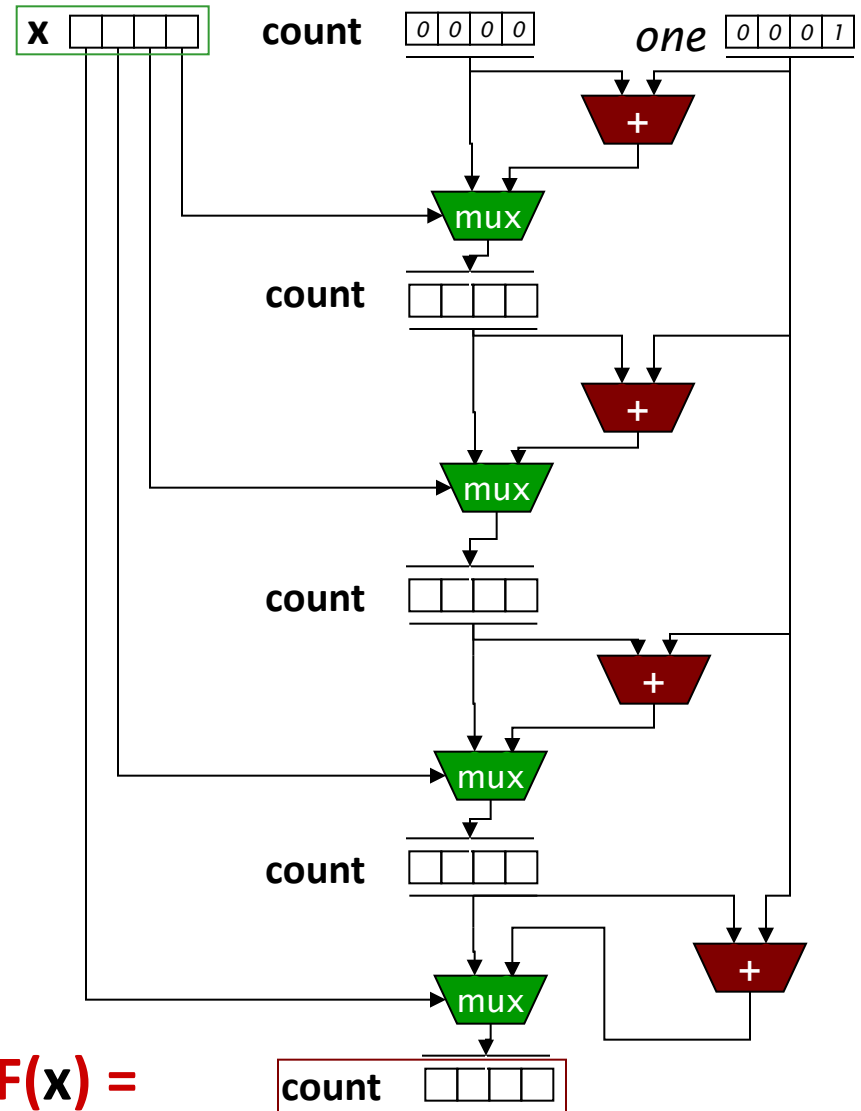 x count 0 0 0 0 one 0 0 0 1
+
mux
count
+
mux
count
+
mux
count
+
mux
F(x) = count